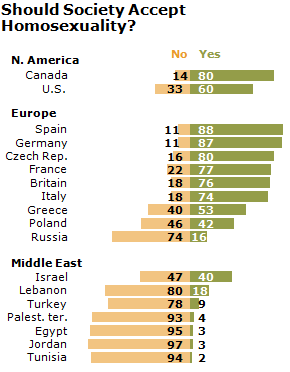 Should Society Accept
Homosexuality?
No Yes
N. America
Canada 14 80
U.S. 33 60
Europe
Spain 11 88
Germany 11 87
Czech Rep. 16 80
France 22 77
Britain 18 76
Italy 18 74
Greece 40 53
Poland 46 42
Russia 74 16
Middle East
Israel 47 40
Lebanon 80 18
Turkey 78 9
Palest. ter. 93 4
Egypt 95 3
Jordan 97 3
Tunisia 94 2